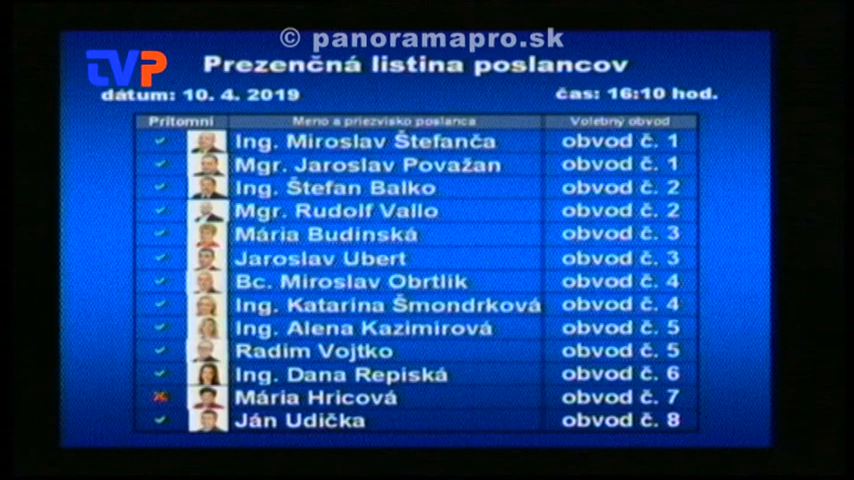 © panoramapro.sk
TVP
Prezenčná listina poslancov
dátum: 10. 4. 2019 čas: 16:10 hod.
Prítomní Meno a priezvisko poslanca Volebný obvod
Ing. Miroslav Štefanča obvod č. 1
Mgr. Jaroslav Považan obvod č. 1
Ing. Štefan Balko obvod č. 2
Mgr. Rudolf Vallo obvod č. 2
Mária Budinská obvod č. 3
Jaroslav Ubert obvod č. 3
Bc. Miroslav Obrtlík obvod č. 4
Ing. Katarína Šmondrková obvod č. 4
Ing. Alena Kazimírová obvod č. 5
Radim Vojtko obvod č. 5
Ing. Dana Repiská obvod č. 6
Mária Hricová obvod č. 7
Ján Udička obvod č. 8